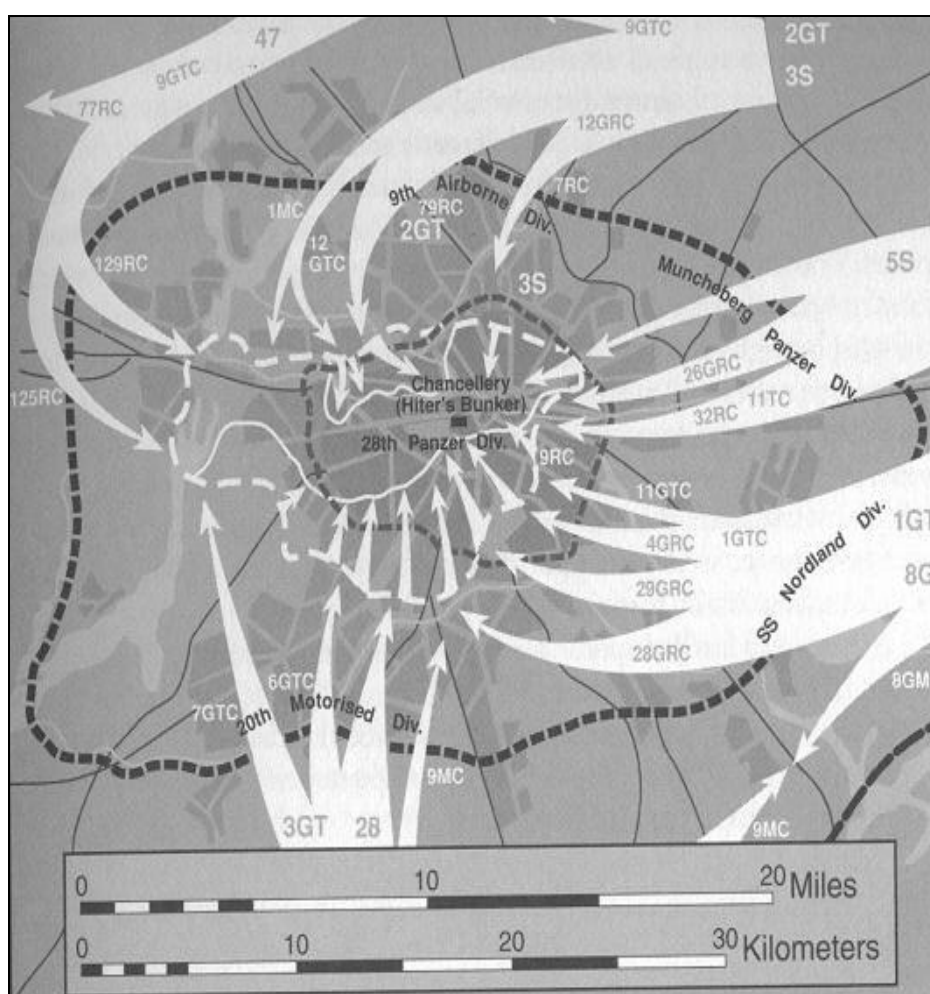 47
9GTC
2GT
3S
9GTC
77RC
12GRC
7RC
9th Airborne Div.
1MC
79RC
2GT
12
GTC
129RC
3S
5S
Muncheberg Panzer Div.
Chancellery
(Hiter's Bunker)
26GRC
11TC
32RC
125RC
28th Panzer Div.
9RC
11GTC
1GTC
1GT
4GRC
SS Nordland Div.
29GRC
8G
28GRC
8GM
6GTC
7GTC
20th Motorised Div.
9MC
9MC
3GT
28
0 10 20 Miles
0 10 20 30 Kilometers